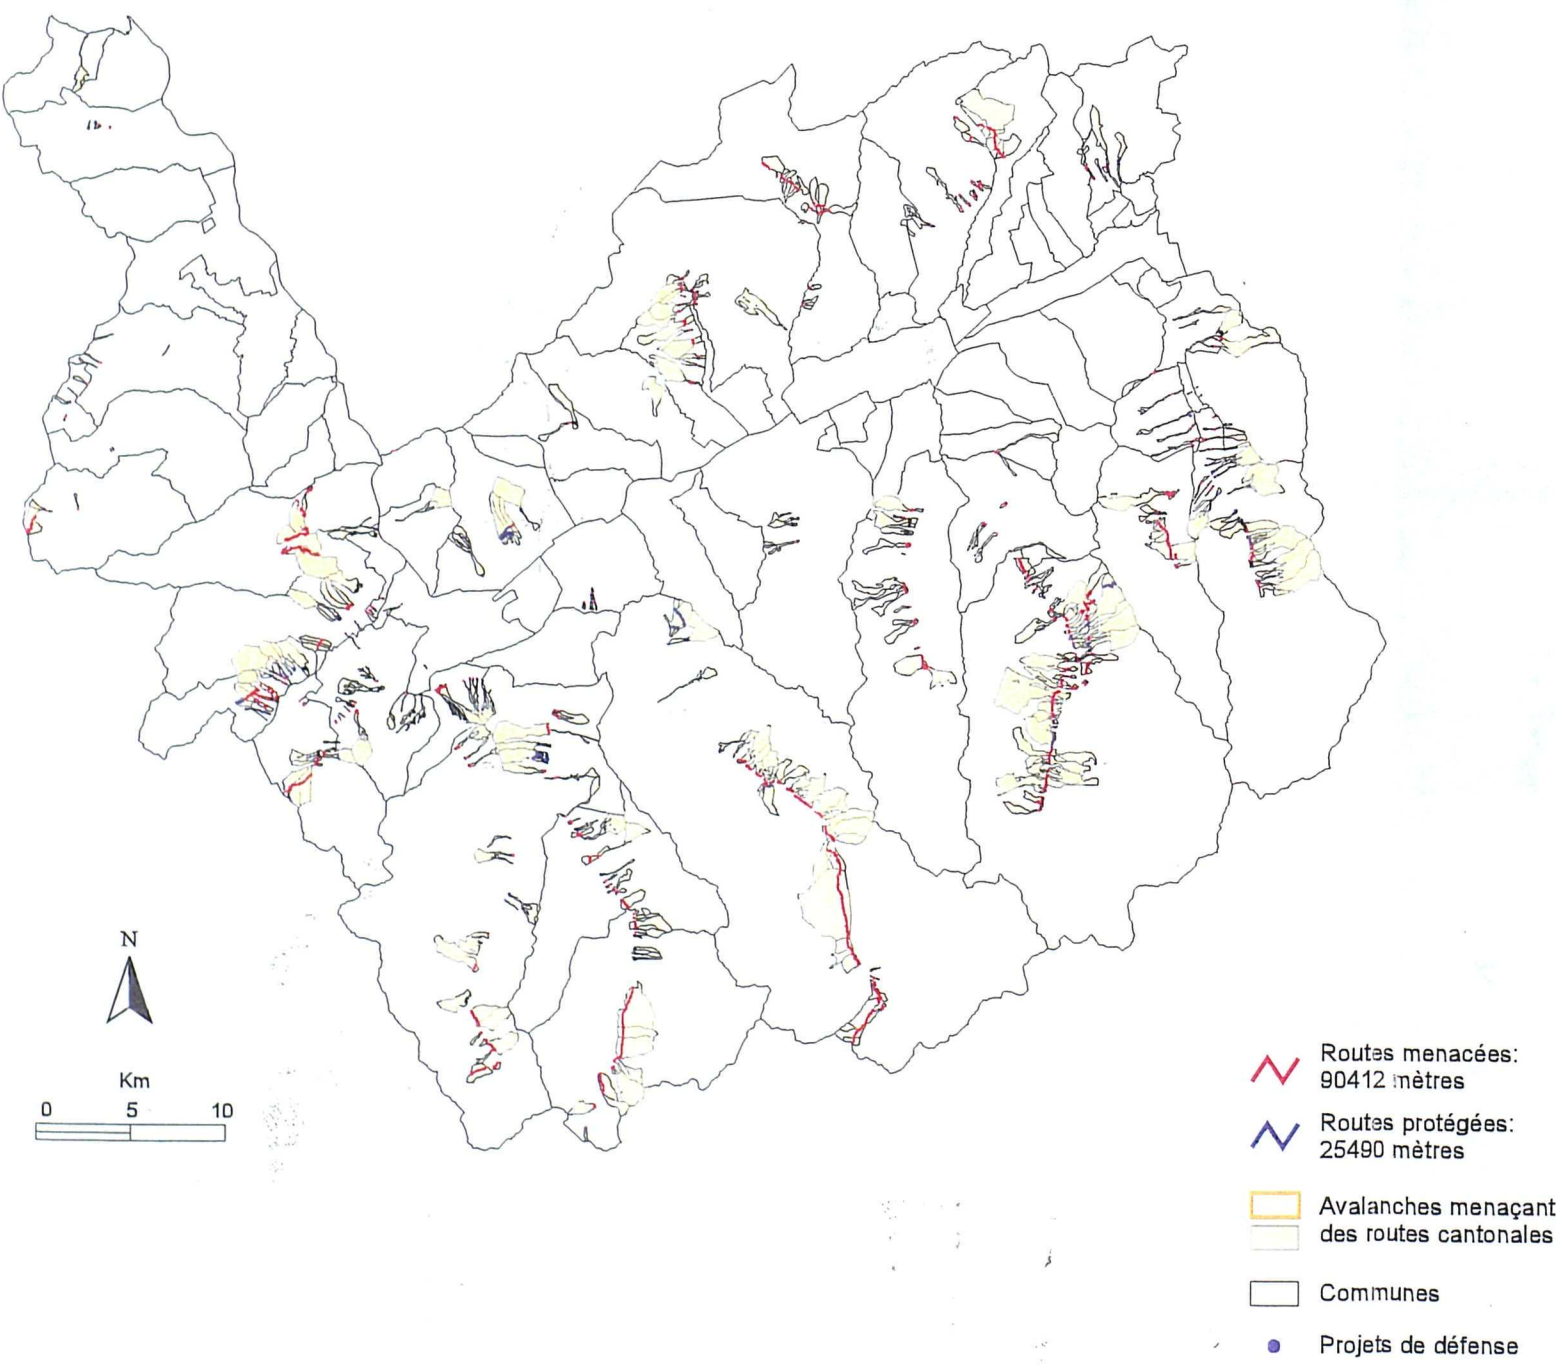 N
Km
0 5 10
Routes menacées:
90412 mètres
Routes protégées:
25490 mètres
Avalanches menaçant
des routes cantonales
Communes
Projets de défense